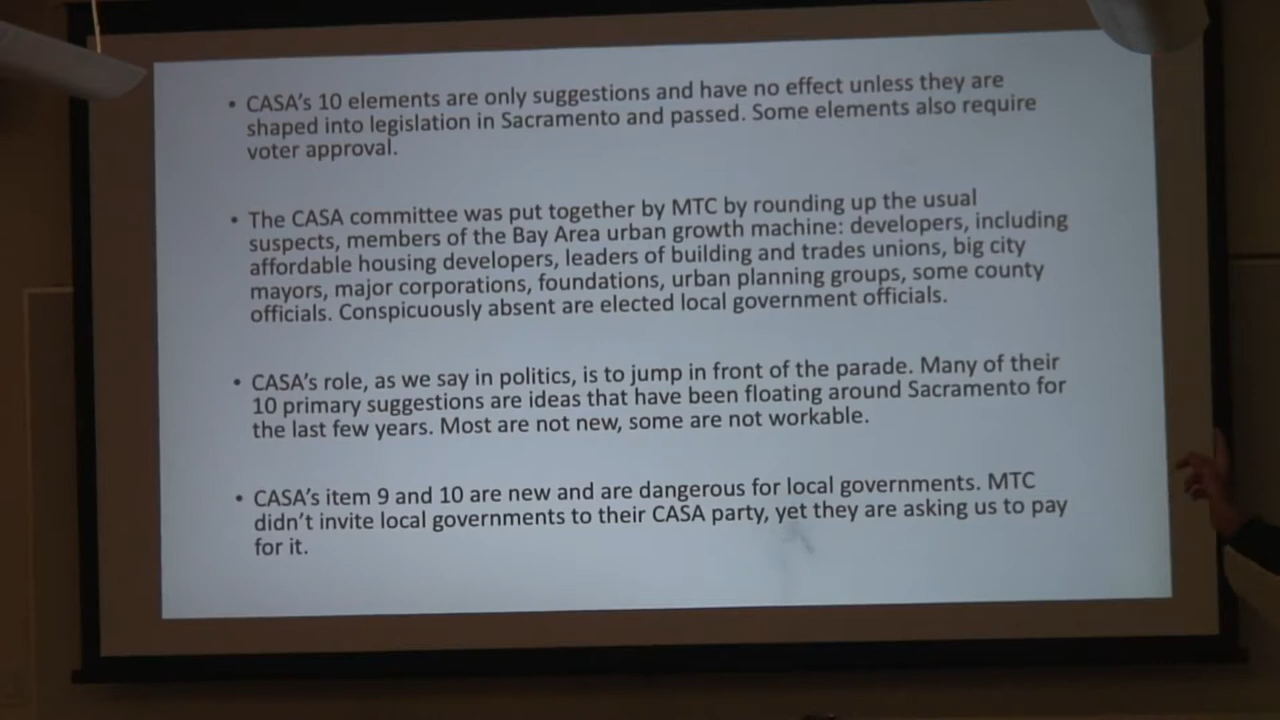 • CASA's 10 elements are only suggestions and have no effect unless they are
shaped into legislation in Sacramento and passed. Some elements also require
voter approval.
• The CASA committee was put together by MTC by rounding up the usual
suspects, members of the Bay Area urban growth machine: developers, including
affordable housing developers, leaders of building and trades unions, big city
mayors, major corporations, foundations, urban planning groups, some county
officials. Conspicuously absent are elected local government officials.
• CASA's role, as we say in politics, is to jump in front of the parade. Many of their
10 primary suggestions are ideas that have been floating around Sacramento for
the last few years. Most are not new, some are not workable.
• CASA's item 9 and 10 are new and are dangerous for local governments. MTC
didn't invite local governments to their CASA party, yet they are asking us to pay
for it.